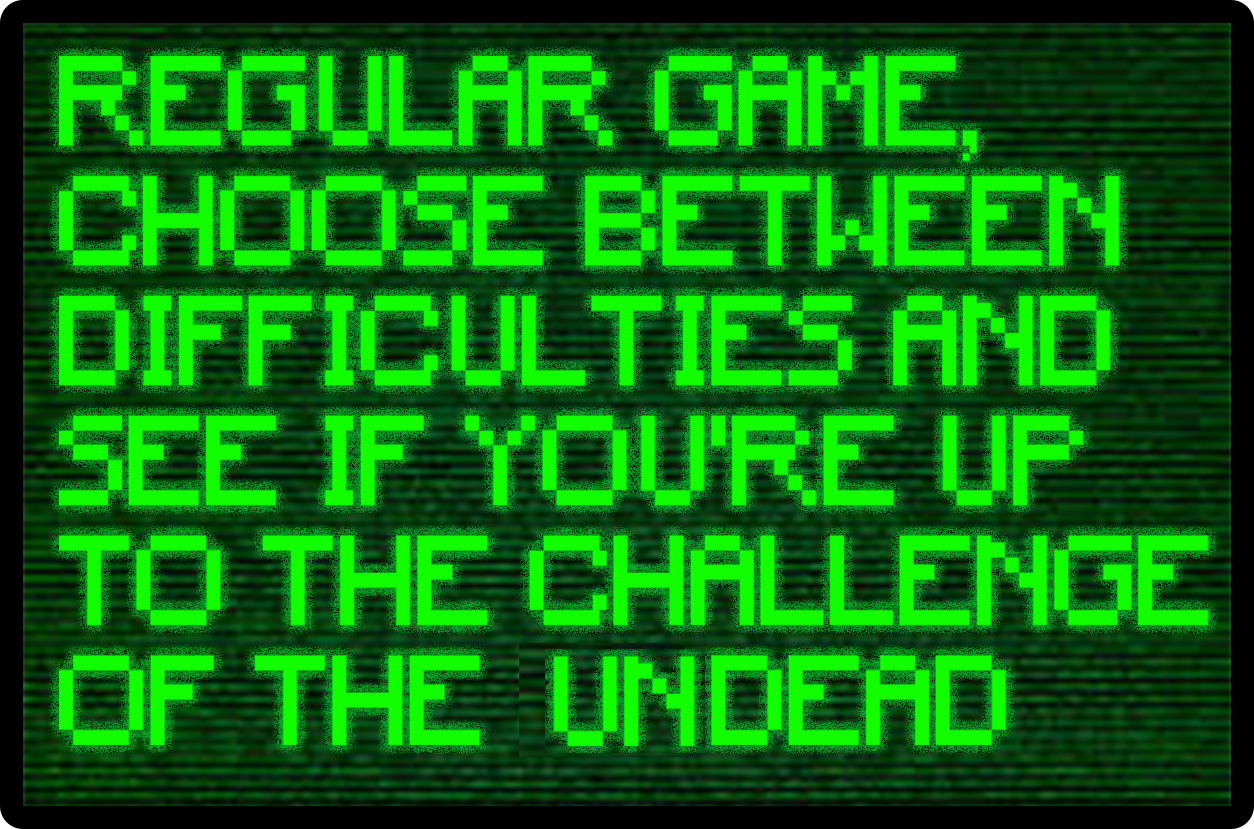 REGULAR GAME,
CHOOSE BETWEEN
DIFFICULTIES AND
SEE IF YOU'RE UP
TO THE CHALLENGE
OF THE UNDEAD